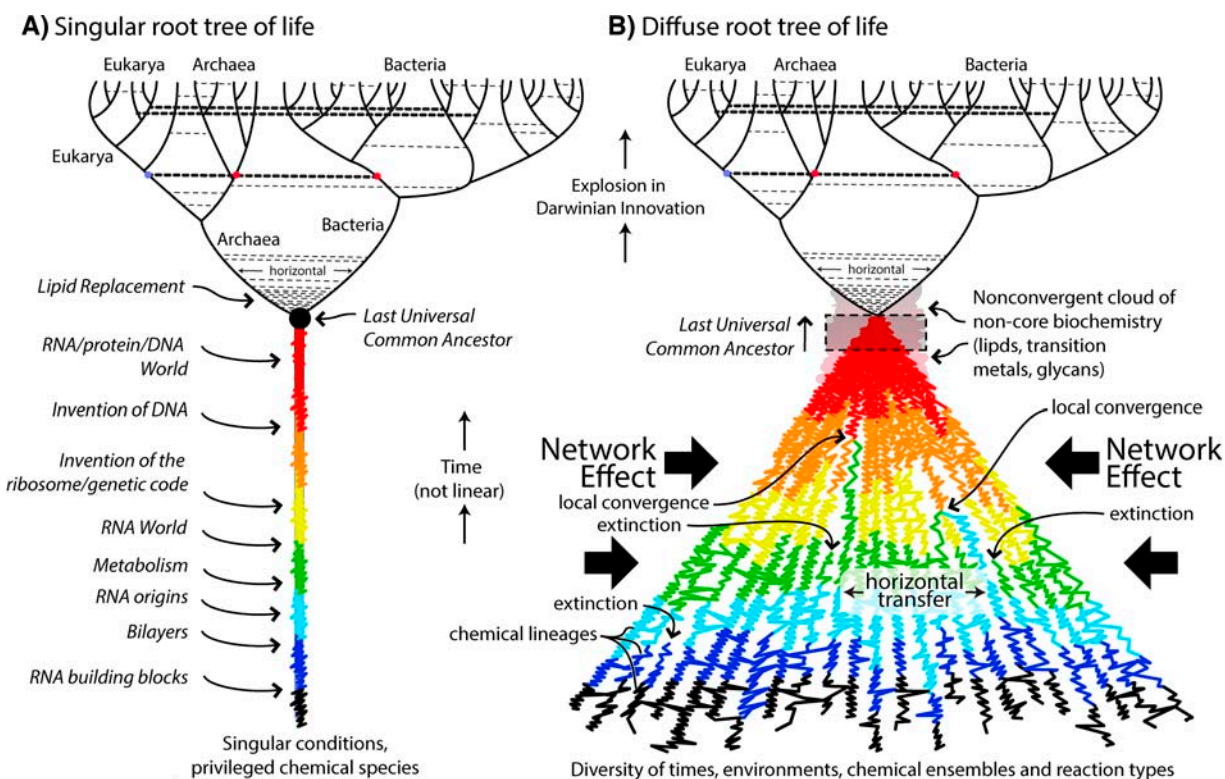 A) Singular root tree of life
Eukarya
Archaea
Bacteria
Eukarya
Bacteria
Archaea
horizontal
Lipid Replacement
Last Universal
Common Ancestor
RNA/protein/DNA
World
Invention of DNA
Invention of the
ribosome/genetic code
RNA World
Metabolism
RNA origins
Bilayers
RNA building blocks
Singular conditions,
privileged chemical species
Explosion in
Darwinian Innovation
Time
(not linear)
B) Diffuse root tree of life
Eukarya
Archaea
Bacteria
horizontal
Last Universal
Common Ancestor
Nonconvergent cloud of
non-core biochemistry
(lipds, transition
metals, glycans)
local convergence
Network
Effect
Network
Effect
local convergence
extinction
extinction
horizontal
transfer
extinction
chemical lineages
Diversity of times, environments, chemical ensembles and reaction types